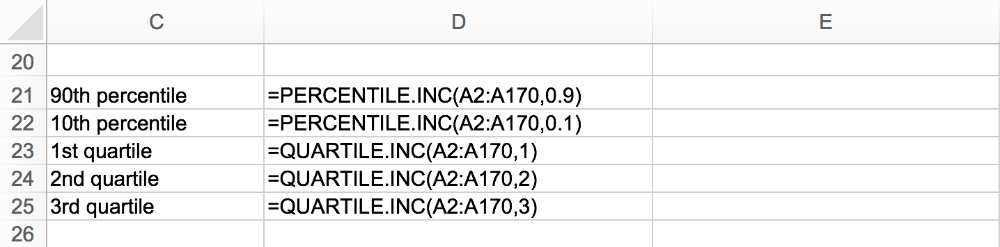 C D E
20
21 90th percentile =PERCENTILE.INC(A2:A170,0.9)
22 10th percentile =PERCENTILE.INC(A2:A170,0.1)
23 1st quartile =QUARTILE.INC(A2:A170,1)
24 2nd quartile =QUARTILE.INC(A2:A170,2)
25 3rd quartile =QUARTILE.INC(A2:A170,3)
26